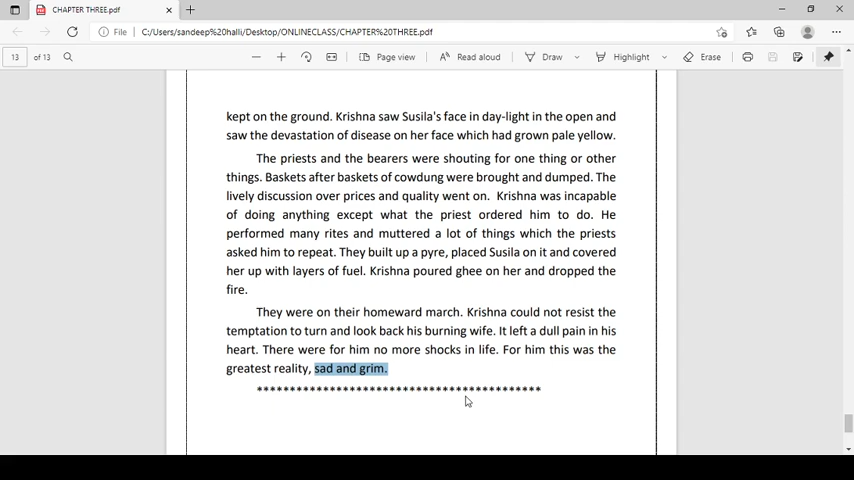 CHAPTER THREE.pdf
File C:/Users/sandeep%20halli/Desktop/ONLINECLASS/CHAPTER%20THREE.pdf
13 of 13 Page view Read aloud Draw Highlight Erase
kept on the ground. Krishna saw Susila's face in day-light in the open and
saw the devastation of disease on her face which had grown pale yellow.
The priests and the bearers were shouting for one thing or other
things. Baskets after baskets of cowdung were brought and dumped. The
lively discussion over prices and quality went on. Krishna was incapable
of doing anything except what the priest ordered him to do. He
performed many rites and muttered a lot of things which the priests
asked him to repeat. They built up a pyre, placed Susila on it and covered
her up with layers of fuel. Krishna poured ghee on her and dropped the
fire.
They were on their homeward march. Krishna could not resist the
temptation to turn and look back his burning wife. It left a dull pain in his
heart. There were for him no more shocks in life. For him this was the
greatest reality, sad and grim.
*******************************************